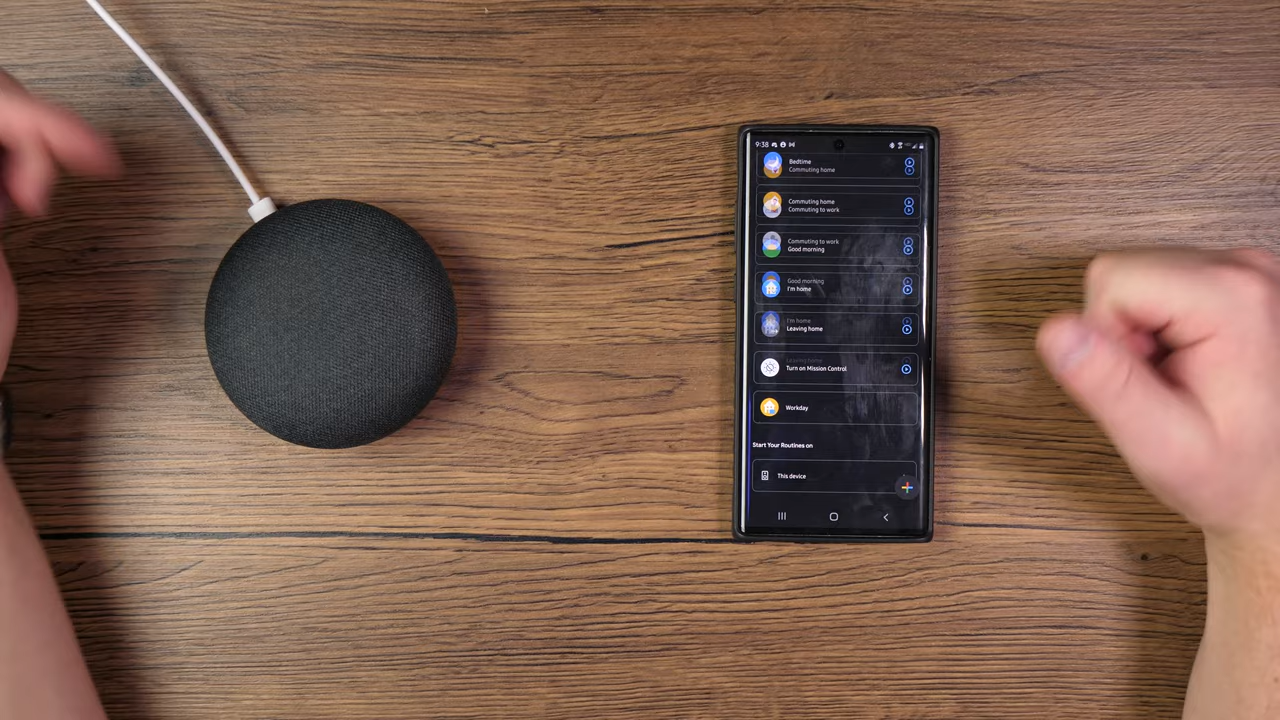 9:38
Bedtime
Commuting home
Commuting home
Commuting to work
Commuting to work
Good morning
Good morning
I'm home
I'm home
Leaving home
Leaving home
Turn on Mission Control
Workday
Start Your Routines on
This device